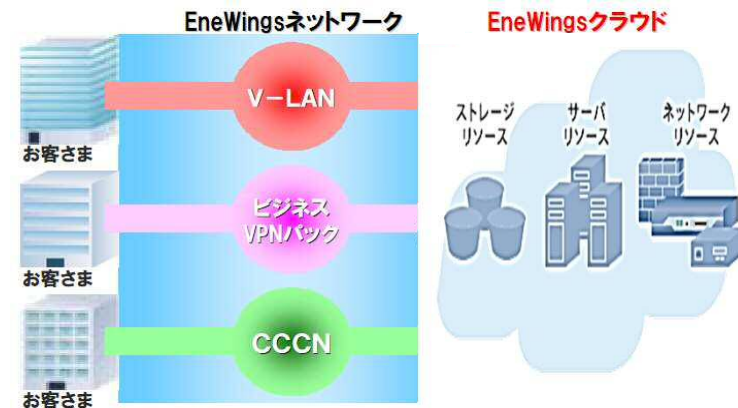 EneWingsネットワーク
EneWingsクラウド
V－LAN
お客さま
ビジネス
VPNパック
お客さま
CCCN
お客さま
ストレージ
リソース
サーバ
リソース
ネットワーク
リソース